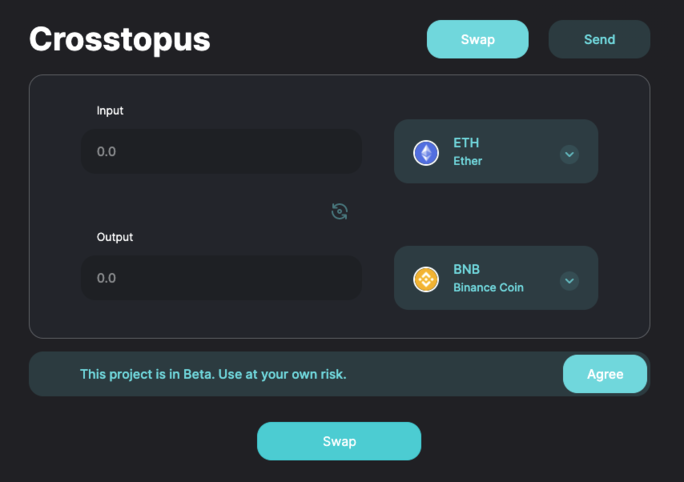 Crosstopus
Swap
Send
Input
0.0
ETH
Ether
Output
0.0
BNB
Binance Coin
This project is in Beta. Use at your own risk.
Agree
Swap